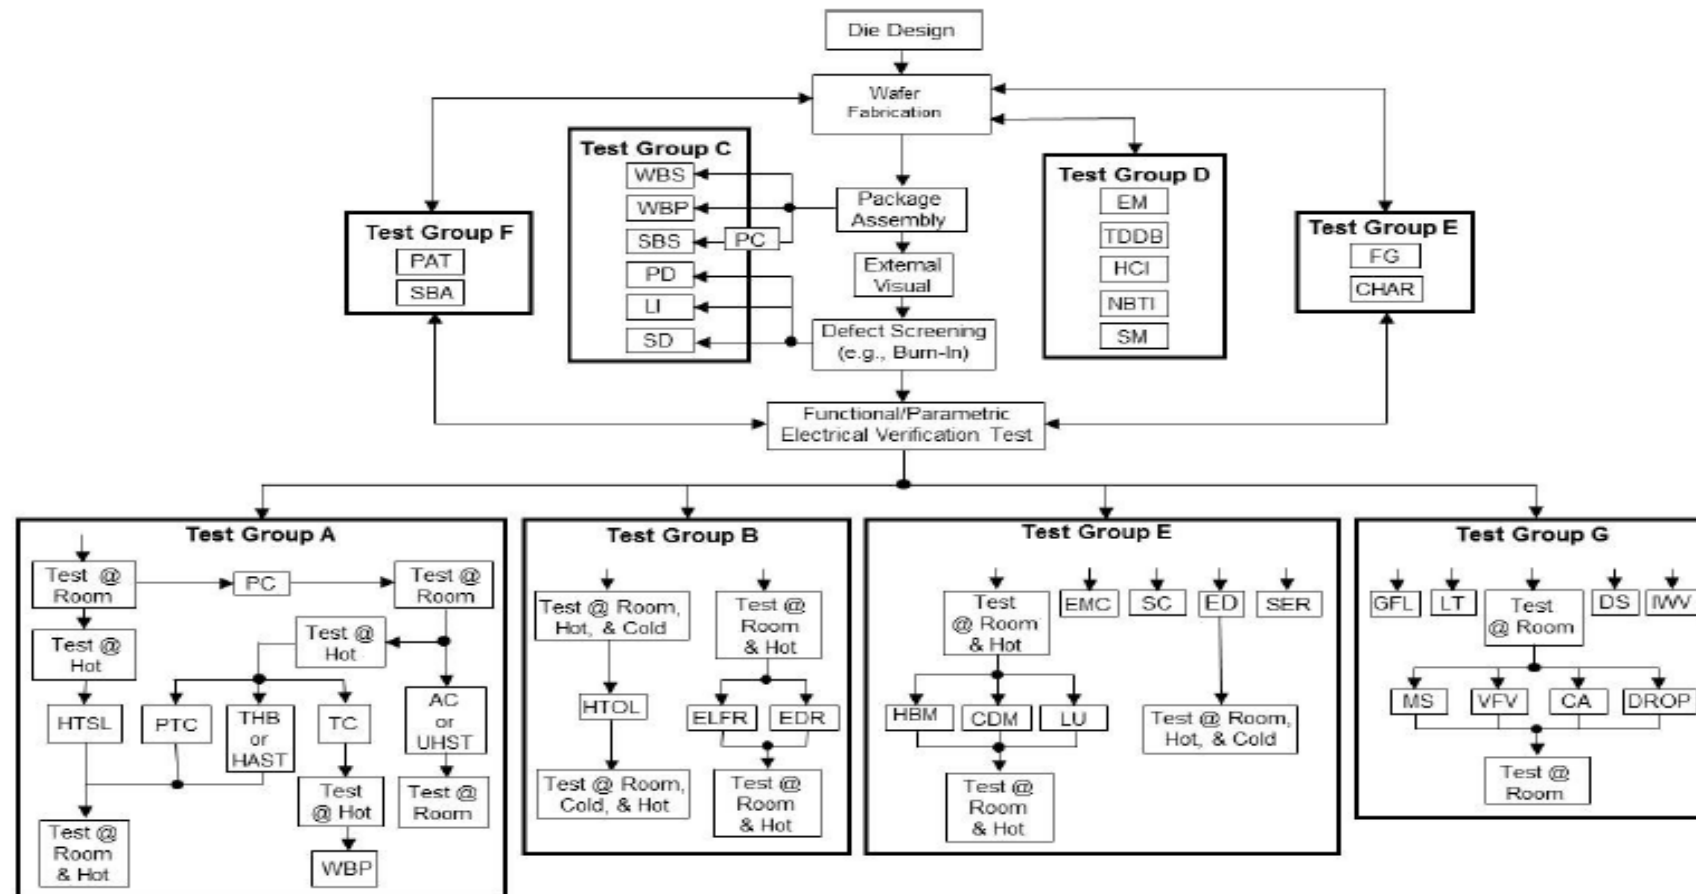 Die Design
Wafer
Fabrication
Test Group C
WBS
WBP
SBS
PC
PD
LI
SD
Package
Assembly
External
Visual
Defect Screening
(e.g., Burn-In)
Test Group D
EM
TDDB
HCI
NBTI
SM
Test Group F
PAT
SBA
Test Group E
FG
CHAR
Functional/Parametric
Electrical Verification Test
Test Group A
Test @
Room
PC
Test @
Room
Test @
Hot
Test @
Hot
HTSL
PTC
THB
or
HAST
TC
AC
or
UHST
Test @
Room
& Hot
Test
@ Hot
WBP
Test @
Room
Test Group B
Test @ Room,
Hot, & Cold
HTOL
Test @ Room,
Cold, & Hot
Test @
Room
& Hot
ELFR
EDR
Test @
Room
& Hot
Test Group E
Test
@ Room
& Hot
EMC
SC
ED
SER
HBM
CDM
LU
Test @
Room
& Hot
Test @ Room,
Hot, & Cold
Test Group G
GFL
LT
Test
@ Room
DS
IWV
MS
VFV
CA
DROP
Test @
Room